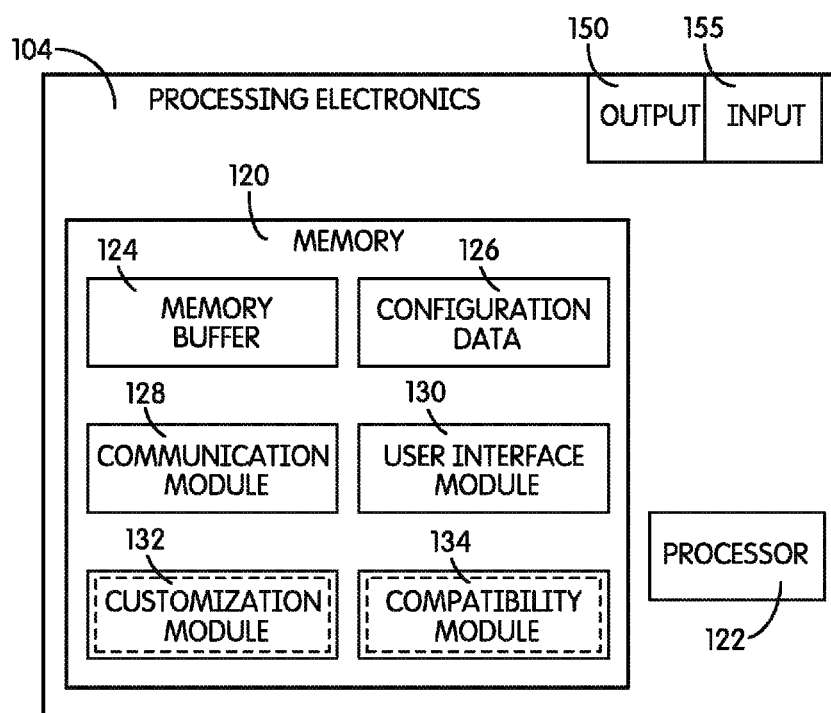 150 155
104
PROCESSING ELECTRONICS
OUTPUT INPUT
120
MEMORY
124 126
MEMORY
BUFFER
CONFIGURATION
DATA
128 130
COMMUNICATION
MODULE
USER INTERFACE
MODULE
132 134
CUSTOMIZATION
MODULE
COMPATIBILITY
MODULE
PROCESSOR
122